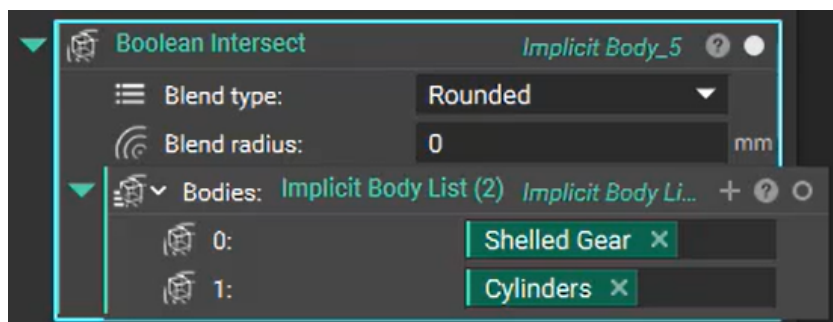 Boolean Intersect Implicit Body_5
Blend type: Rounded
Blend radius: 0 mm
Bodies: Implicit Body List (2) Implicit Body Li...
0: Shelled Gear
1: Cylinders